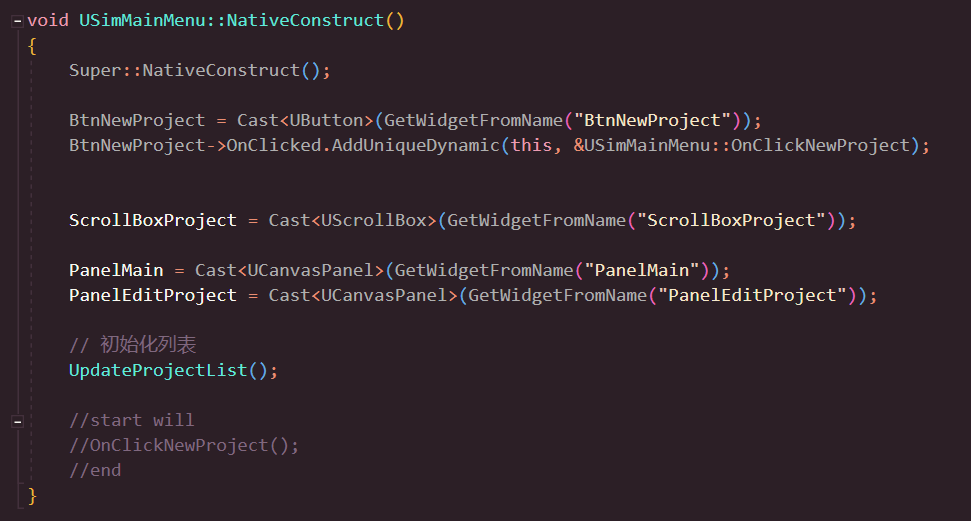 void USimMainMenu::NativeConstruct()
{
Super::NativeConstruct();
BtnNewProject = Cast<UButton>(GetWidgetFromName("BtnNewProject"));
BtnNewProject->OnClicked.AddUniqueDynamic(this, &USimMainMenu::OnClickNewProject);
ScrollBoxProject = Cast<UScrollBox>(GetWidgetFromName("ScrollBoxProject"));
PanelMain = Cast<UCanvasPanel>(GetWidgetFromName("PanelMain"));
PanelEditProject = Cast<UCanvasPanel>(GetWidgetFromName("PanelEditProject"));
// 初始化列表
UpdateProjectList();
//start will
//OnClickNewProject();
//end
}